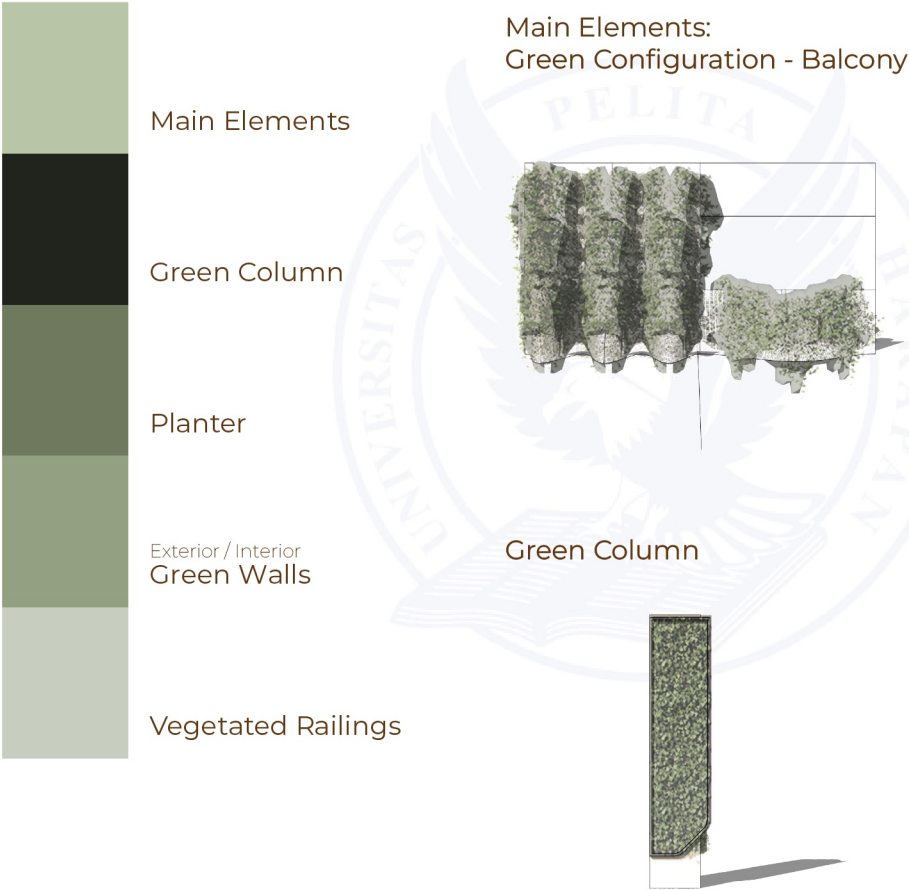 Main Elements
Green Column
Planter
Exterior / Interior
Green Walls
Vegetated Railings
Main Elements:
Green Configuration - Balcony
Green Column
UNIVERSITAS PELITA HARAPAN